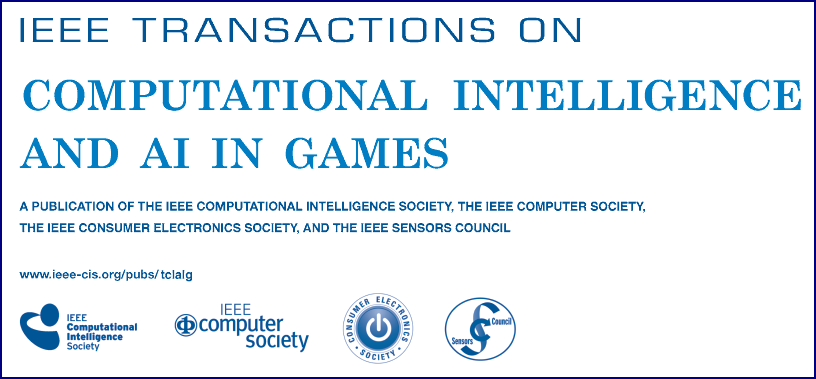 IEEE TRANSACTIONS ON
COMPUTATIONAL INTELLIGENCE
AND AI IN GAMES
A PUBLICATION OF THE IEEE COMPUTATIONAL INTELLIGENCE SOCIETY, THE IEEE COMPUTER SOCIETY,
THE IEEE CONSUMER ELECTRONICS SOCIETY, AND THE IEEE SENSORS COUNCIL
www.ieee-cis.org/pubs/tclalg
IEEE
Computational
Intelligence
Society
IEEE
computer
society
CONSUMER ELECTRONICS
SOCIETY
Sensors
Council